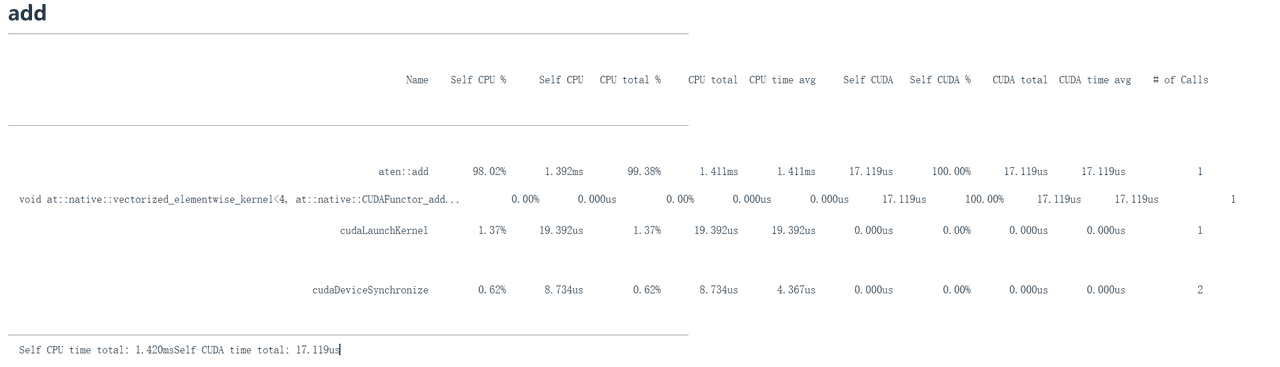 add
Name Self CPU % Self CPU CPU total % CPU total CPU time avg Self CUDA Self CUDA % CUDA total CUDA time avg # of Calls
aten::add 98.02% 1.392ms 99.38% 1.411ms 1.411ms 17.119us 100.00% 17.119us 17.119us 1
void at::native::vectorized_elementwise_kernel<4, at::native::CUDAFunctor_add... 0.00% 0.000us 0.00% 0.000us 0.000us 17.119us 100.00% 17.119us 17.119us 1
cudaLaunchKernel 1.37% 19.392us 1.37% 19.392us 19.392us 0.000us 0.00% 0.000us 0.000us 1
cudaDeviceSynchronize 0.62% 8.734us 0.62% 8.734us 4.367us 0.000us 0.00% 0.000us 0.000us 2
Self CPU time total: 1.420msSelf CUDA time total: 17.119us